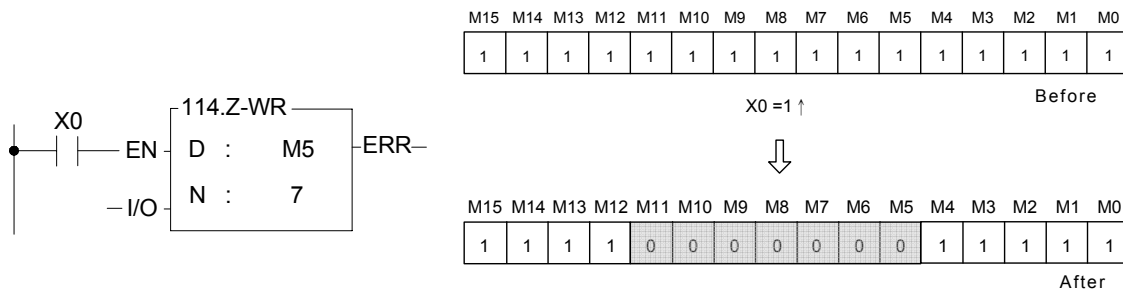 114.Z-WR
X0
EN D : M5 ERR
I/O N : 7
M15 M14 M13 M12 M11 M10 M9 M8 M7 M6 M5 M4 M3 M2 M1 M0
1 1 1 1 1 1 1 1 1 1 1 1 1 1 1 1
Before
X0 =1 ↑
M15 M14 M13 M12 M11 M10 M9 M8 M7 M6 M5 M4 M3 M2 M1 M0
1 1 1 1 0 0 0 0 0 0 0 1 1 1 1 1
After